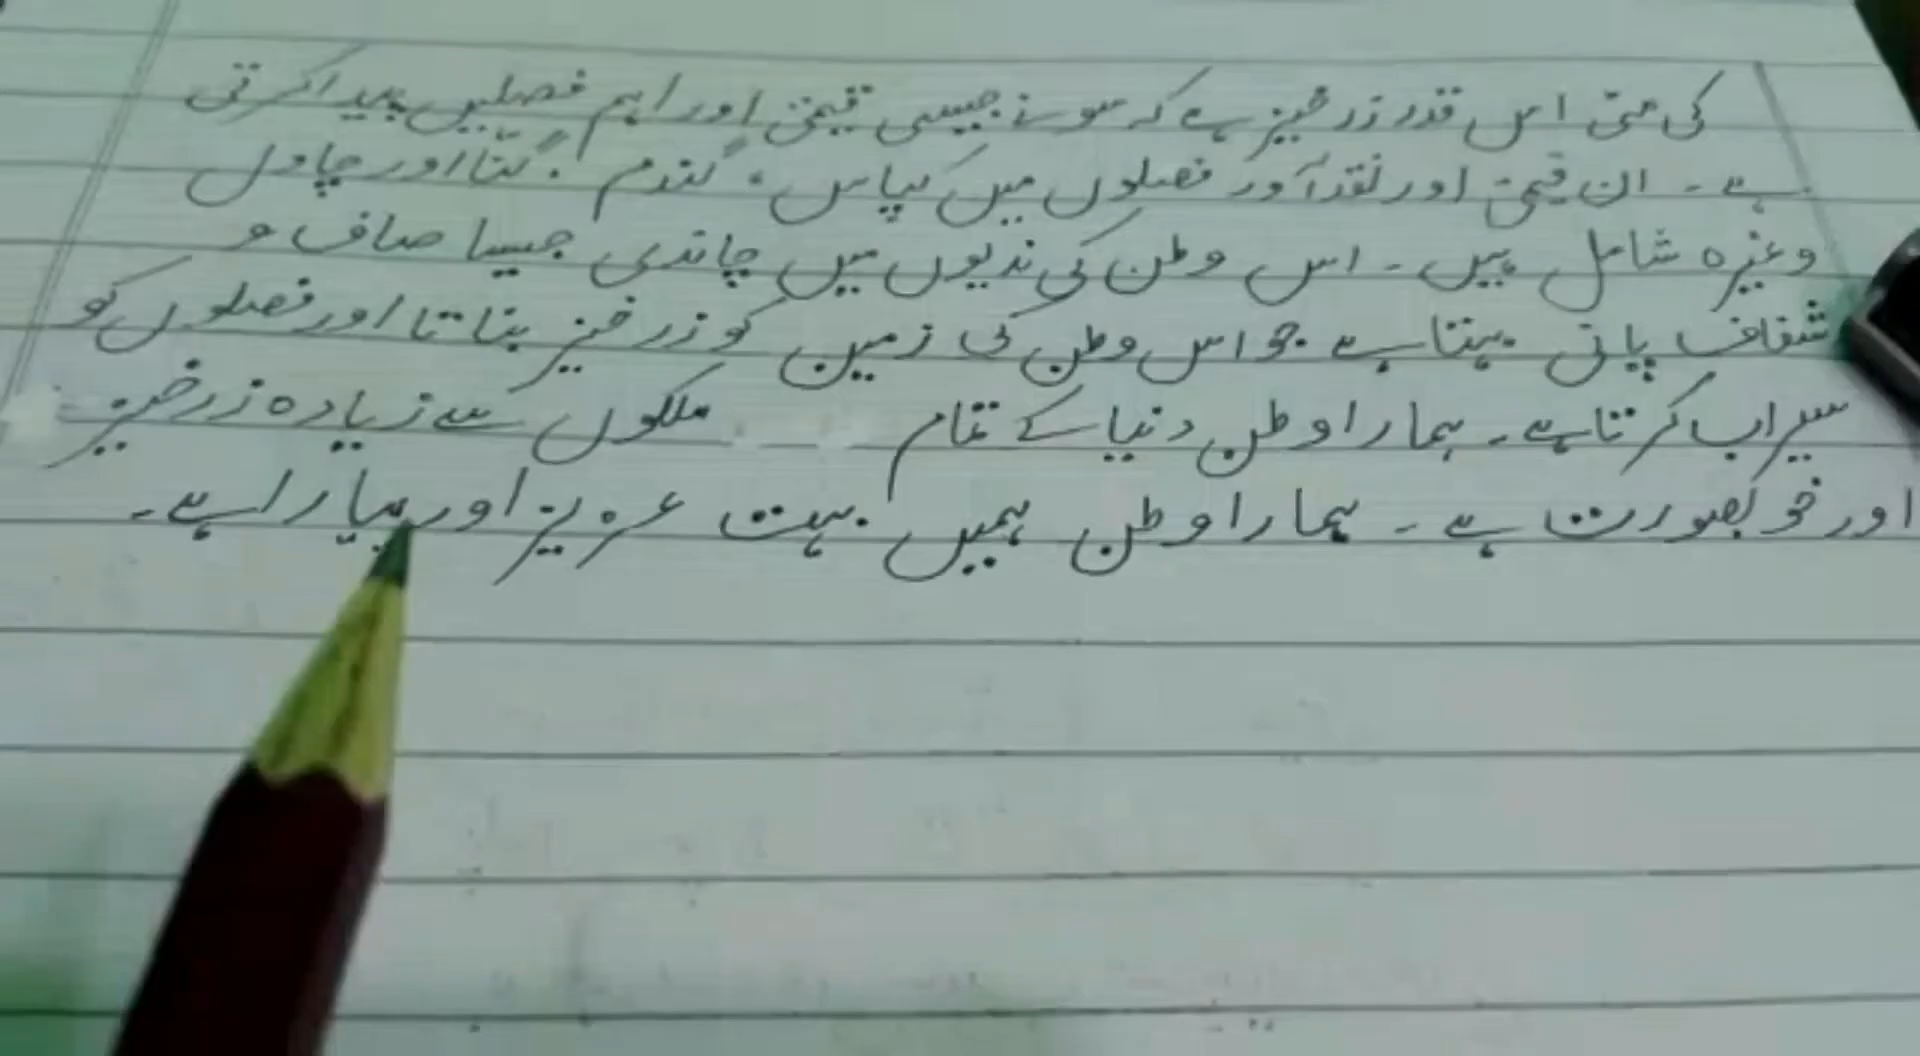 کی مٹی اس قدر زرخیز ہے کہ سونے جیسی قیمتی اور اہم فصلیں پیدا کرتی
ہے۔ ان قیمتی اور نقد آور فصلوں میں کپاس، گندم، گنّا اور چاول
وغیرہ شامل ہیں۔ اس وطن کی ندیوں میں چاندی جیسا صاف و
شفاف پانی بہتا ہے جو اس وطن کی زمین کو زرخیز بناتا اور فصلوں کو
سیراب کرتا ہے۔ ہمارا وطن دنیا کے تمام ملکوں سے زیادہ زرخیز
اور خوبصورت ہے۔ ہمارا وطن ہمیں بہت عزیز اور پیارا ہے۔